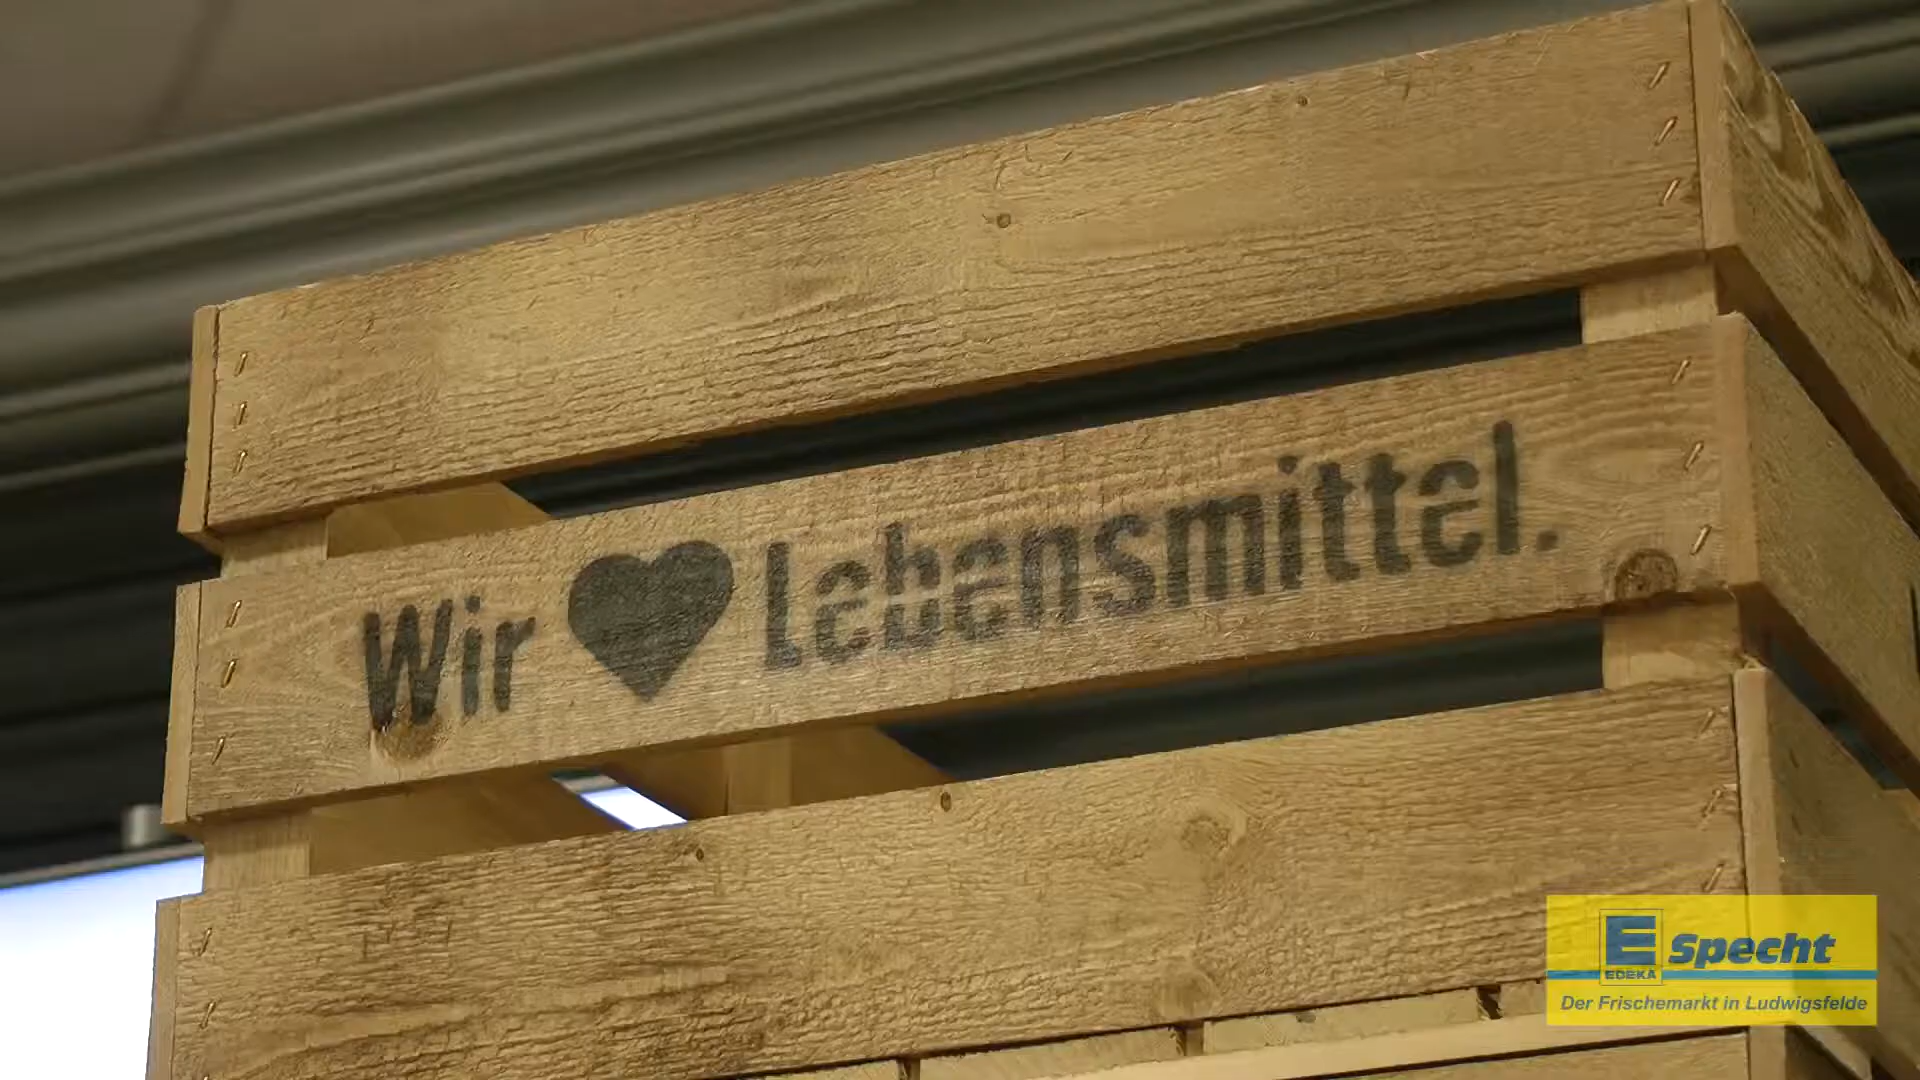 Wir ♥ Lebensmittel.
E Specht
EDEKA
Der Frischemarkt in Ludwigsfelde